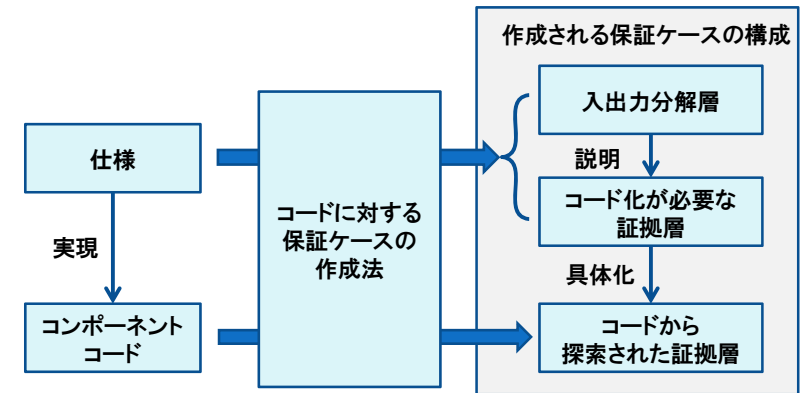 作成される保証ケースの構成
入出力分解層
仕様
説明
コードに対する
保証ケースの
作成法
コード化が必要な
証拠層
実現
具体化
コンポーネント
コード
コードから
探索された証拠層